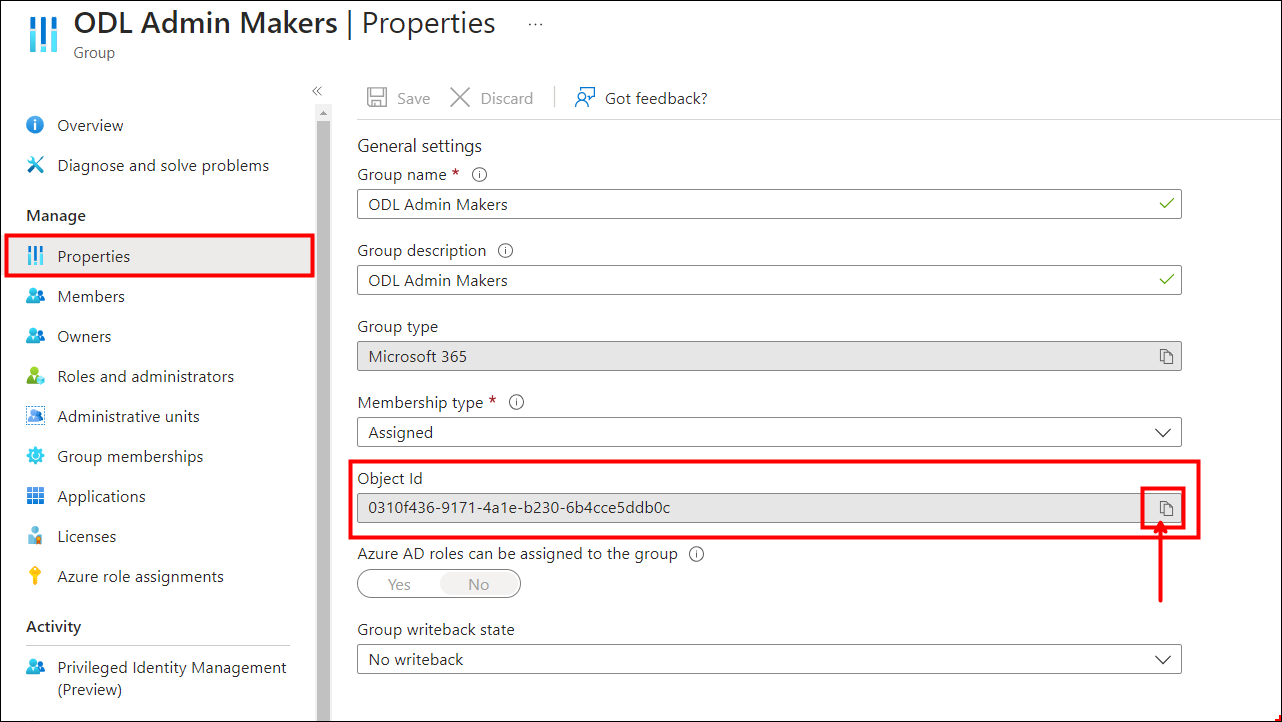 ODL Admin Makers | Properties ...
Group
«
Overview
Diagnose and solve problems
Manage
Properties
Members
Owners
Roles and administrators
Administrative units
Group memberships
Applications
Licenses
Azure role assignments
Activity
Privileged Identity Management
(Preview)
Save Discard Got feedback?
General settings
Group name *
ODL Admin Makers
Group description
ODL Admin Makers
Group type
Microsoft 365
Membership type *
Assigned
Object Id
0310f436-9171-4a1e-b230-6b4cce5ddb0c
Azure AD roles can be assigned to the group
Yes No
Group writeback state
No writeback